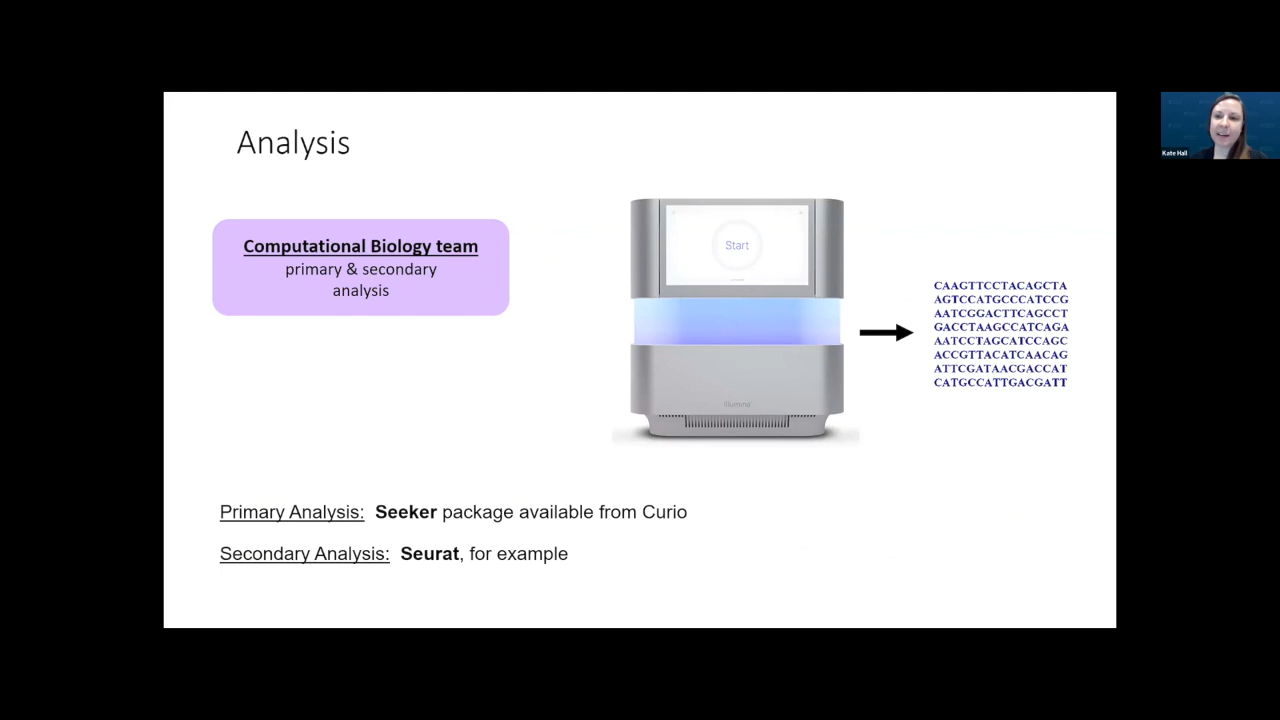 Analysis
Kate Hall
Computational Biology team
primary & secondary
analysis
Start
illumina
CAAGTTCCTACAGCTA
AGTCCATGCCCATCCG
AATCGGACTTCAGCCT
GACCTAAGCCATCAGA
AATCCTAGCATCCAGC
ACCGTTACATCAACAG
ATTCGATAACGACCAT
CATGCCATTGACGATT
Primary Analysis: Seeker package available from Curio
Secondary Analysis: Seurat, for example